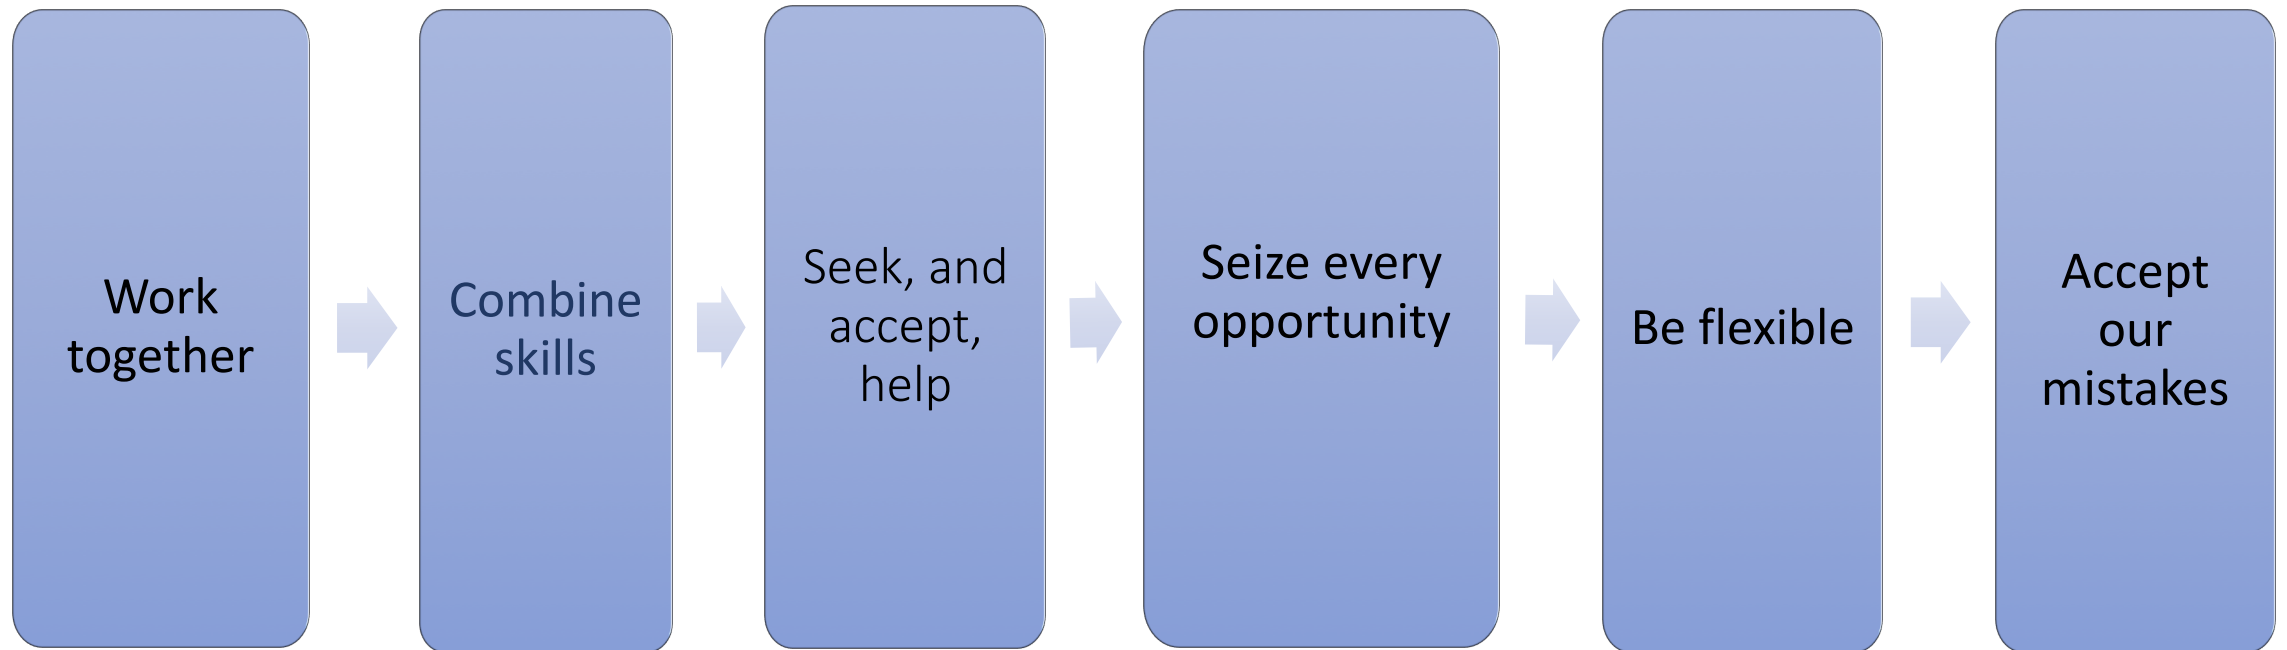 Work
together
Combine
skills
Seek, and
accept,
help
Seize every
opportunity
Be flexible
Accept
our
mistakes